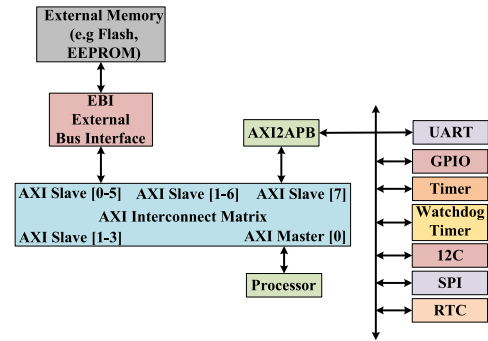 External Memory
(e.g Flash,
EEPROM)
EBI
External
Bus Interface
AXI2APB
AXI Slave [0-5] AXI Slave [1-6] AXI Slave [7]
AXI Interconnect Matrix
AXI Slave [1-3] AXI Master [0]
Processor
UART
GPIO
Timer
Watchdog
Timer
12C
SPI
RTC